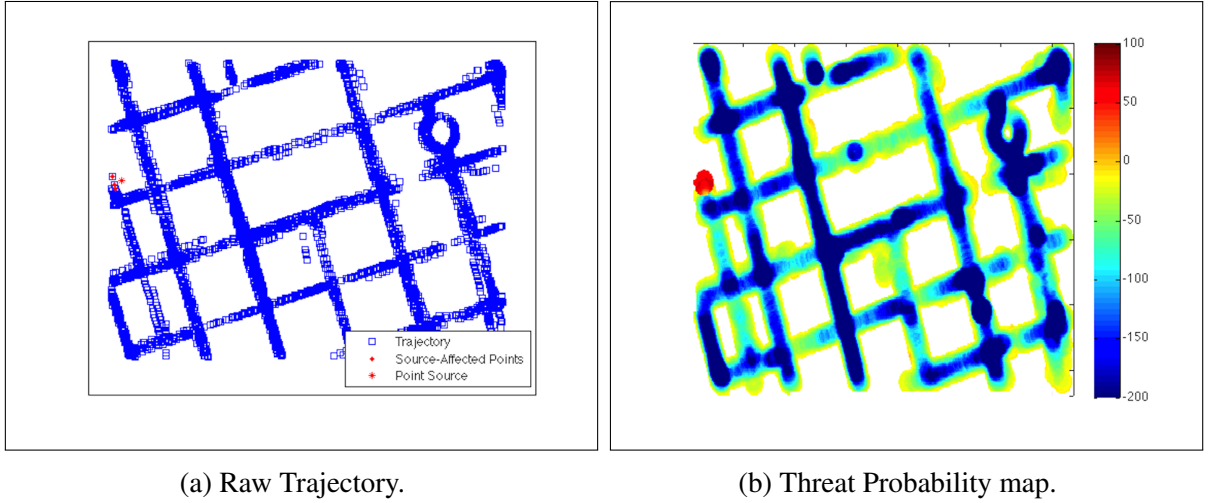 Trajectory
Source-Affected Points
Point Source
100
50
0
-50
-100
-150
-200
(a) Raw Trajectory.
(b) Threat Probability map.